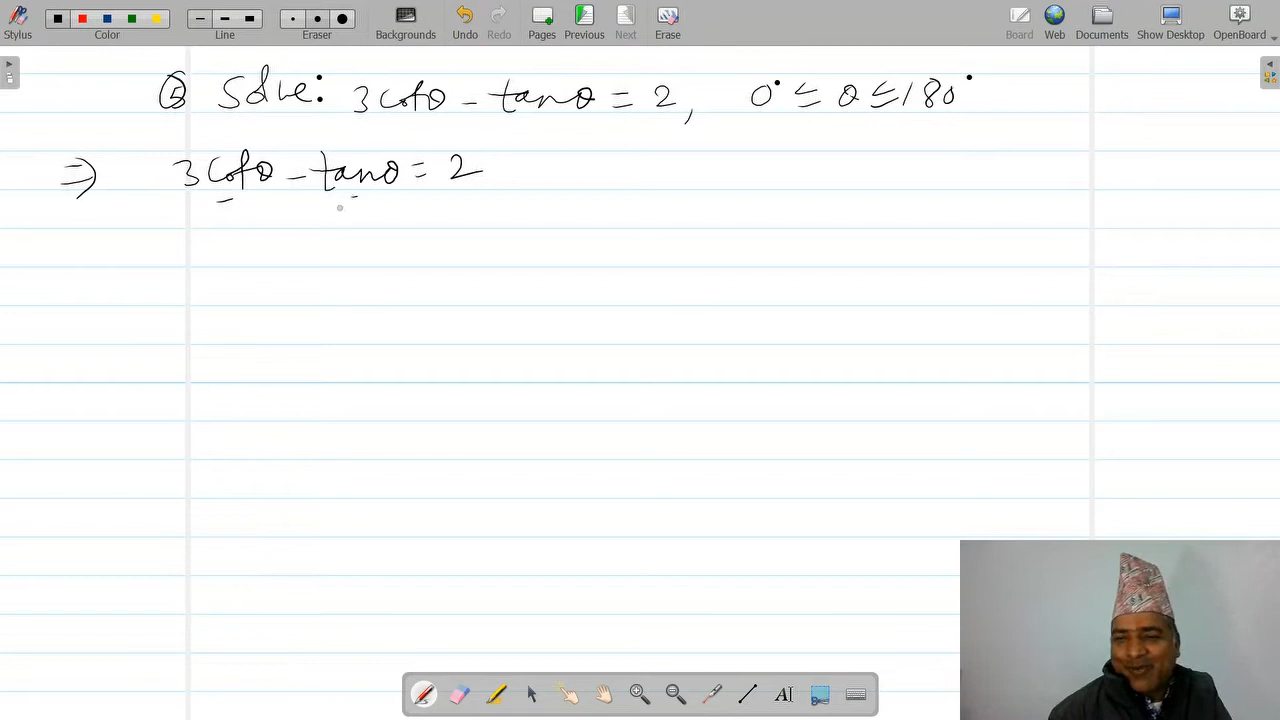 Stylus Color Line Eraser Backgrounds Undo Redo Pages Previous Next Erase Board Web Documents Show Desktop OpenBoard
⑤ Solve: 3cotθ - tanθ = 2, 0° ≤ θ ≤ 180°
⇒ 3cotθ - tanθ = 2